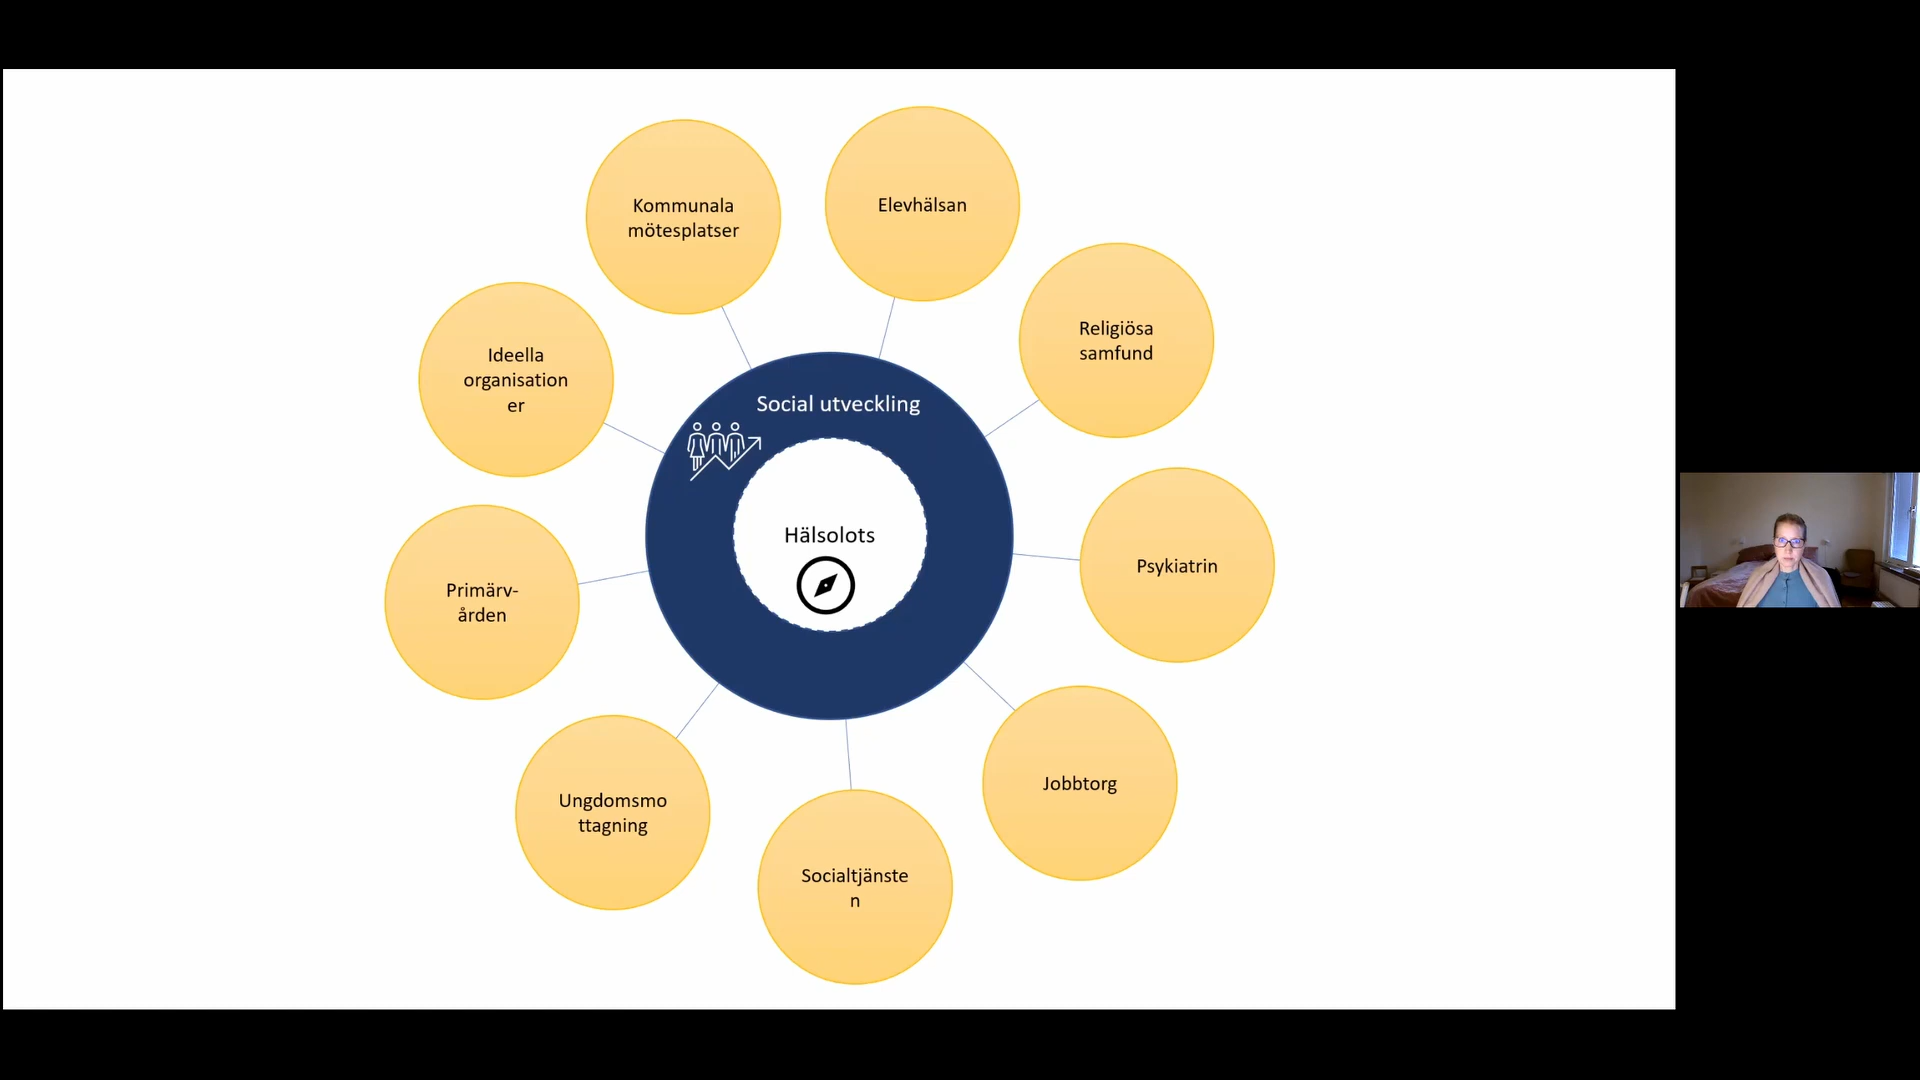 Kommunala
mötesplatser
Elevhälsan
Religiösa
samfund
Ideella
organisation
er
Social utveckling
Hälsolots
Psykiatrin
Primärv-
ården
Jobbtorg
Ungdomsmo
ttagning
Socialtjänste
n